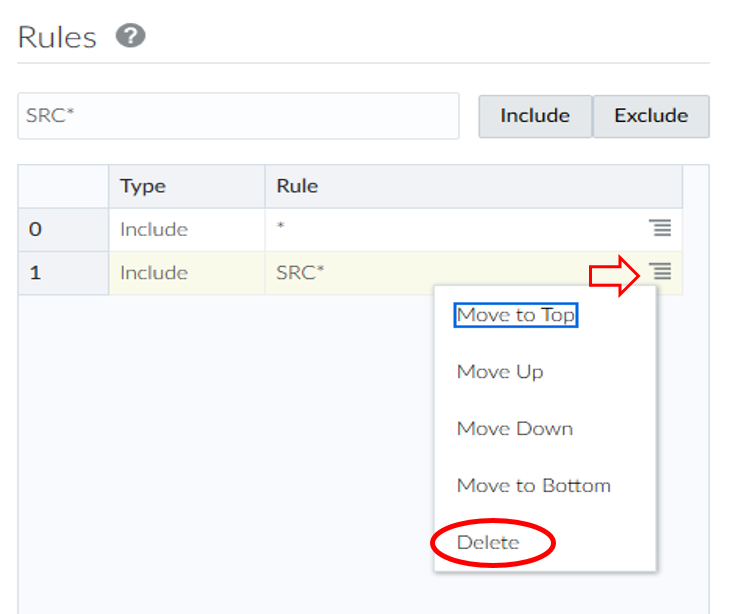 Rules ?
SRC* Include Exclude
Type Rule
0 Include *
1 Include SRC*
Move to Top
Move Up
Move Down
Move to Bottom
Delete